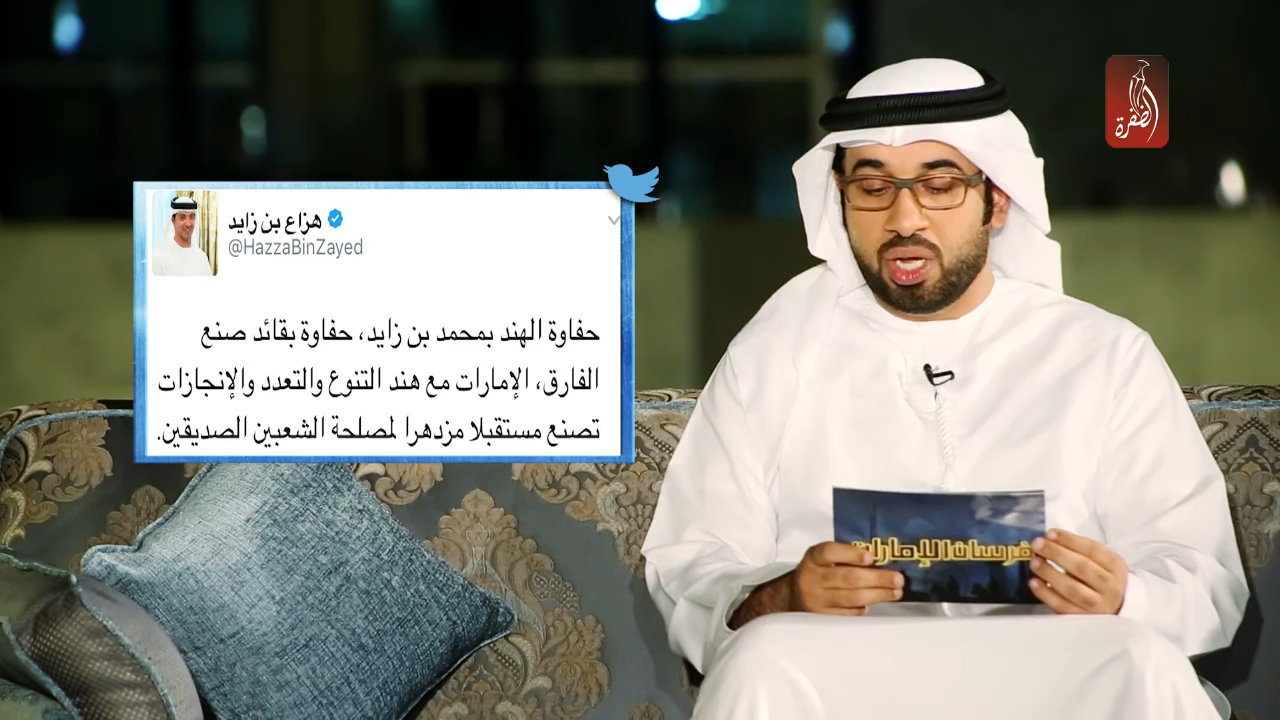 الظفرة
هزاع بن زايد
@HazzaBinZayed
حفاوة الهند بمحمد بن زايد، حفاوة بقائد صنع
الفارق، الإمارات مع هند التنوع والتعدد والإنجازات
تصنع مستقبلا مزدهرا لمصلحة الشعبين الصديقين.
فرسان الإمارات